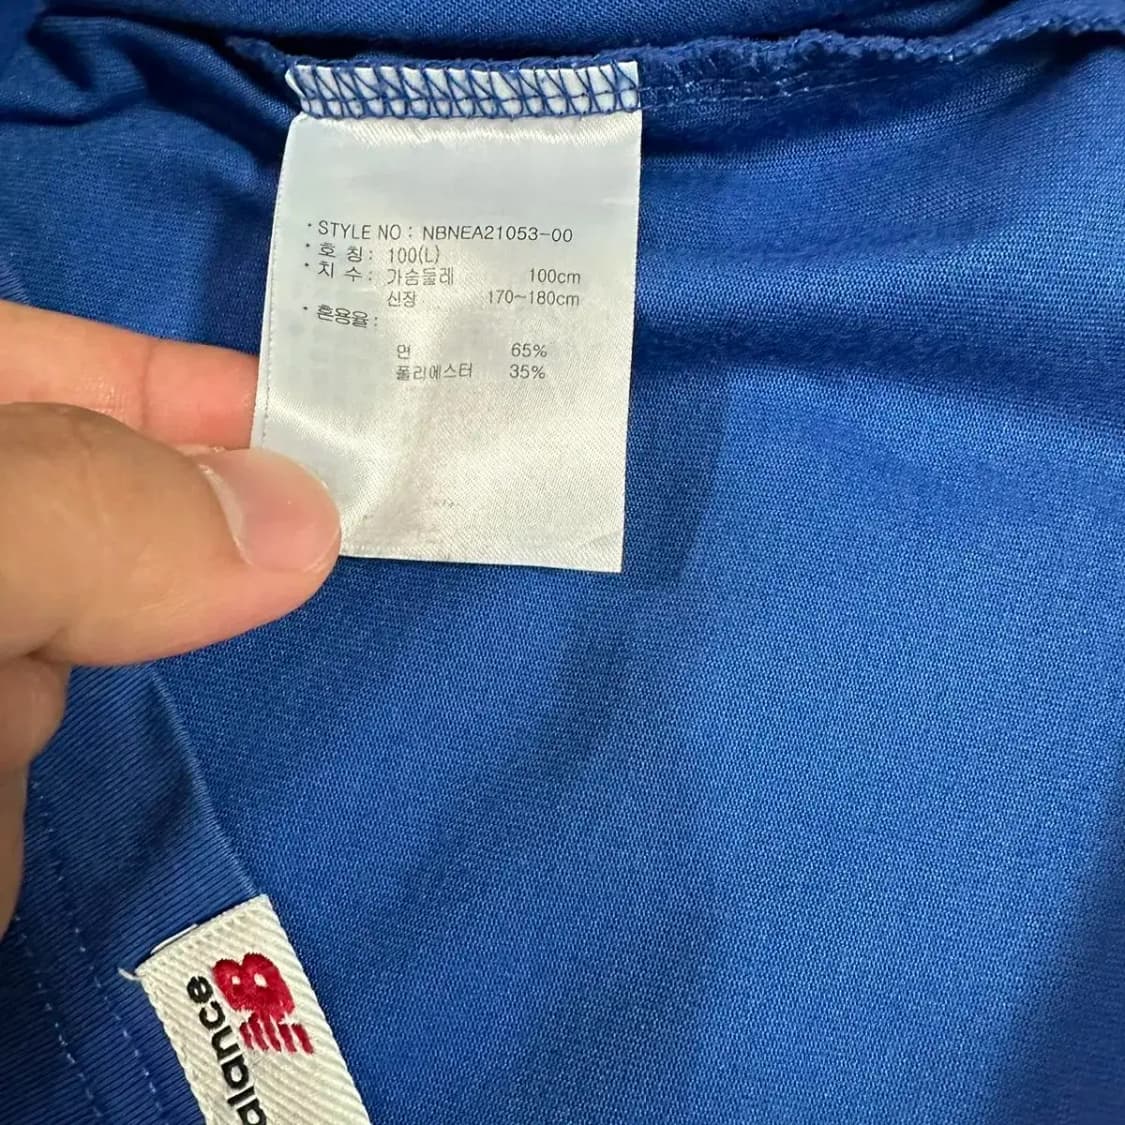 · STYLE NO : NBNEA21053-00
· 호 칭 : 100(L)
· 치 수 : 가슴둘레 100cm
신장 170~180cm
· 혼용율 :
면 65%
폴리에스터 35%
alance